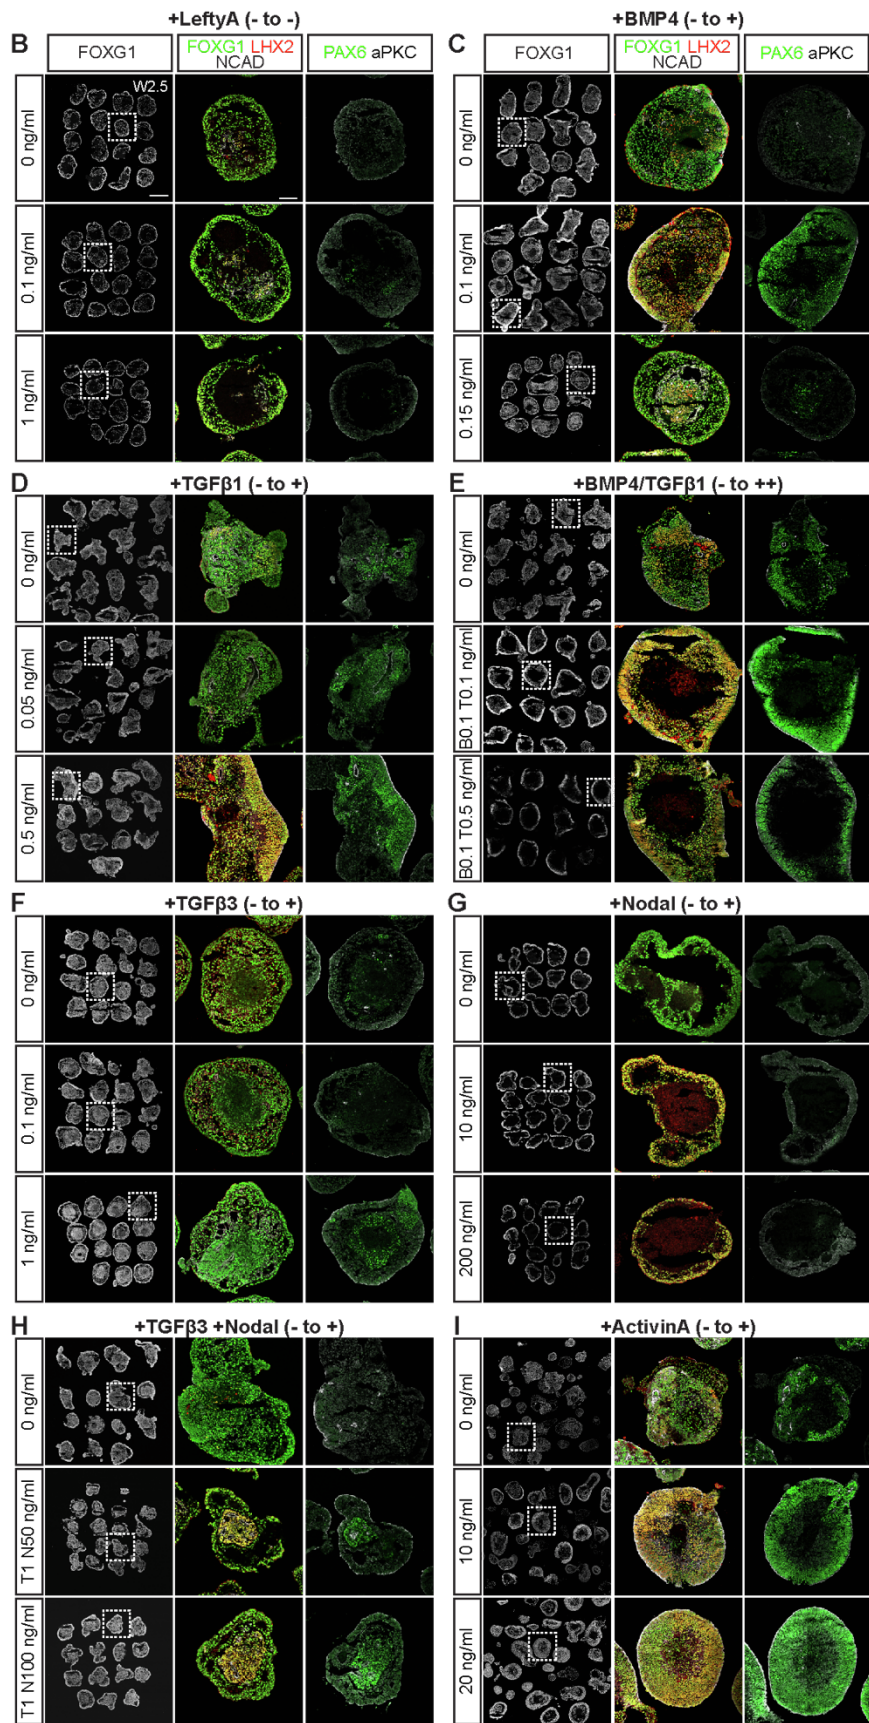 +LeftyA (- to -)
B
FOXG1
FOXG1 LHX2
NCAD
PAX6 aPKC
W2.5
0 ng/ml
0.1 ng/ml
1 ng/ml
+BMP4 (- to +)
C
FOXG1
FOXG1 LHX2
NCAD
PAX6 aPKC
0 ng/ml
0.1 ng/ml
0.15 ng/ml
D
+TGFβ1 (- to +)
0 ng/ml
0.05 ng/ml
0.5 ng/ml
E
+BMP4/TGFβ1 (- to ++)
0 ng/ml
B0.1 T0.1 ng/ml
B0.1 T0.5 ng/ml
F
+TGFβ3 (- to +)
0 ng/ml
0.1 ng/ml
1 ng/ml
G
+Nodal (- to +)
0 ng/ml
10 ng/ml
200 ng/ml
H
+TGFβ3 +Nodal (- to +)
0 ng/ml
T1 N50 ng/ml
T1 N100 ng/ml
I
+ActivinA (- to +)
0 ng/ml
10 ng/ml
20 ng/ml